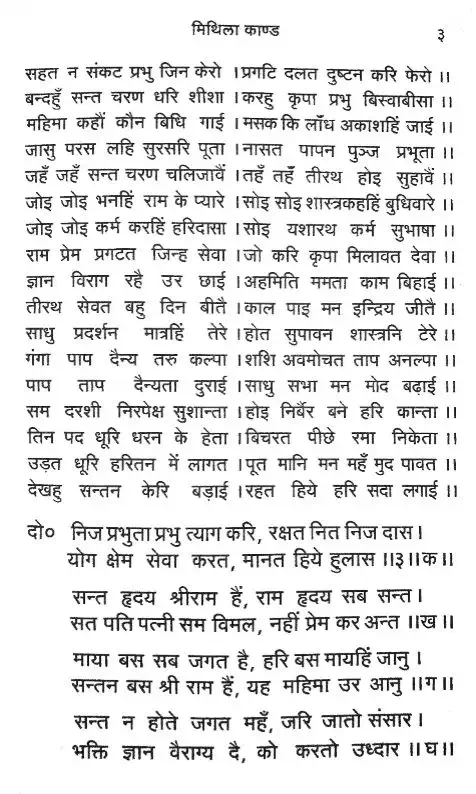 मिथिला काण्ड ३
सहत न संकट प्रभु जिन केरो । प्रगटि दलत दुष्टन करि फेरो ।।
बन्दहुँ सन्त चरण धरि शीशा । करहु कृपा प्रभु बिस्वाबीसा ।।
महिमा कहौं कौन बिधि गाई । मसक कि लाँध अकाशहिं जाई ।।
जासु परस लहि सुरसरि पूता । नासत पापन पुञ्ज प्रभूता ।।
जहँ जहँ सन्त चरण चलिजावैं । तहँ तहँ तीरथ होइ सुहावैं ।।
जोइ जोइ भनहिं राम के प्यारे । सोइ सोइ शास्त्रकहहिं बुधिवारे ।।
जोइ जोइ कर्म करहिं हरिदासा । सोइ यशारथ कर्म सुभाषा ।।
राम प्रेम प्रगटत जिन्ह सेवा । जो करि कृपा मिलावत देवा ।।
ज्ञान विराग रहै उर छाई । अहमिति ममता काम बिहाई ।।
तीरथ सेवत बहु दिन बीतै । काल पाइ मन इन्द्रिय जीतै ।।
साधु प्रदर्शन मात्रहिं तेरे । होत सुपावन शास्त्रनि टेरे ।।
गंगा पाप दैन्य तरु कल्पा । शशि अवमोचत ताप अनल्पा ।।
पाप ताप दैन्यता दुराई । साधु सभा मन मोद बढ़ाई ।।
सम दरशी निरपेक्ष सुशान्ता । होइ निर्बैर बने हरि कान्ता ।।
तिन पद धूरि धरन के हेता । बिचरत पीछे रमा निकेता ।।
उड़त धूरि हरितन में लागत । पूत मानि मन महँ मुद पावत ।।
देखहु सन्तन केरि बड़ाई । रहत हिये हरि सदा लगाई ।।
दो० निज प्रभुता प्रभु त्याग करि, रक्षत नित निज दास ।
योग क्षेम सेवा करत, मानत हिये हुलास ।।३।।क।।
सन्त हृदय श्रीराम हैं, राम हृदय सब सन्त ।
सत पति पत्नी सम विमल, नहीं प्रेम कर अन्त ।।ख।।
माया बस सब जगत है, हरि बस मायहिं जानु ।
सन्तन बस श्री राम हैं, यह महिमा उर आनु ।।ग।।
सन्त न होते जगत महँ, जरि जातो संसार ।
भक्ति ज्ञान वैराग्य दै, को करतो उध्दार ।।घ।।